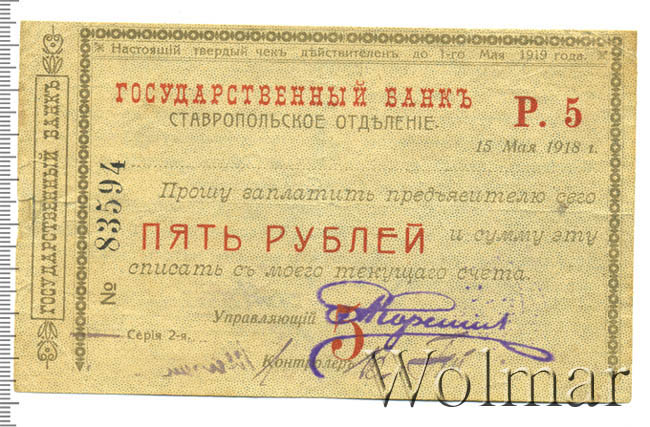 Настоящій твердый чекъ дѣйствителенъ до 1-го Мая 1919 года.
ГОСУДАРСТВЕННЫЙ БАНКЪ
ГОСУДАРСТВЕННЫЙ БАНКЪ
Р. 5
СТАВРОПОЛЬСКОЕ ОТДѢЛЕНІЕ.
15 Мая 1918 г.
№ 83594
Прошу заплатить предъявителю сего
ПЯТЬ РУБЛЕЙ и сумму эту
списать съ моего текущаго счета.
Управляющій
5
Серія 2-я.
Контролеръ
Wolmar